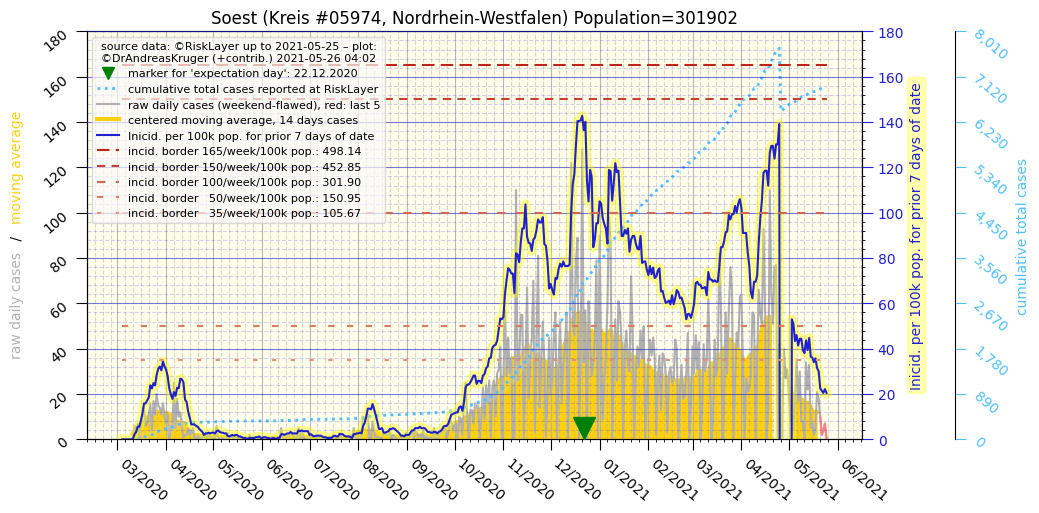 Soest (Kreis #05974, Nordrhein-Westfalen) Population=301902
source data: ©RiskLayer up to 2021-05-25 – plot:
©DrAndreasKruger (+contrib.) 2021-05-26 04:02
marker for 'expectation day': 22.12.2020
cumulative total cases reported at RiskLayer
raw daily cases (weekend-flawed), red: last 5
centered moving average, 14 days cases
Inicid. per 100k pop. for prior 7 days of date
incid. border 165/week/100k pop.: 498.14
incid. border 150/week/100k pop.: 452.85
incid. border 100/week/100k pop.: 301.90
incid. border   50/week/100k pop.: 150.95
incid. border   35/week/100k pop.: 105.67
raw daily cases  /  moving average
180
160
140
120
100
80
60
40
20
0
03/2020
04/2020
05/2020
06/2020
07/2020
08/2020
09/2020
10/2020
11/2020
12/2020
01/2021
02/2021
03/2021
04/2021
05/2021
06/2021
180
160
140
120
100
80
60
40
20
0
Inicid. per 100k pop. for prior 7 days of date
8,010
7,120
6,230
5,340
4,450
3,560
2,670
1,780
890
0
cumulative total cases